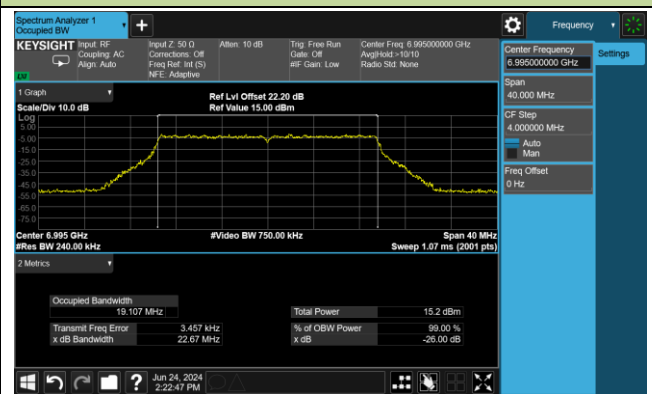 Spectrum Analyzer 1
Occupied BW
+
Frequency
KEYSIGHT
Input: RF
Coupling: AC
Align: Auto
Input Z: 50 Ω
Corrections: Off
Freq Ref: Int (S)
NFE: Adaptive
Atten: 10 dB
Trig: Free Run
Gate: Off
#IF Gain: Low
Center Freq: 6.995000000 GHz
Avg|Hold:>10/10
Radio Std: None
LXI
1 Graph
Scale/Div 10.0 dB
Ref Lvl Offset 22.20 dB
Ref Value 15.00 dBm
Log
5.00
-5.00
-15.0
-25.0
-35.0
-45.0
-55.0
-65.0
-75.0
Center 6.995 GHz
#Video BW 750.00 kHz
Span 40 MHz
#Res BW 240.00 kHz
Sweep 1.07 ms (2001 pts)
2 Metrics
Occupied Bandwidth
19.107 MHz
Total Power 15.2 dBm
Transmit Freq Error 3.457 kHz
% of OBW Power 99.00 %
x dB Bandwidth 22.67 MHz
x dB -26.00 dB
Center Frequency
6.995000000 GHz
Settings
Span
40.000 MHz
CF Step
4.000000 MHz
Auto
Man
Freq Offset
0 Hz
?
Jun 24, 2024
2:22:47 PM